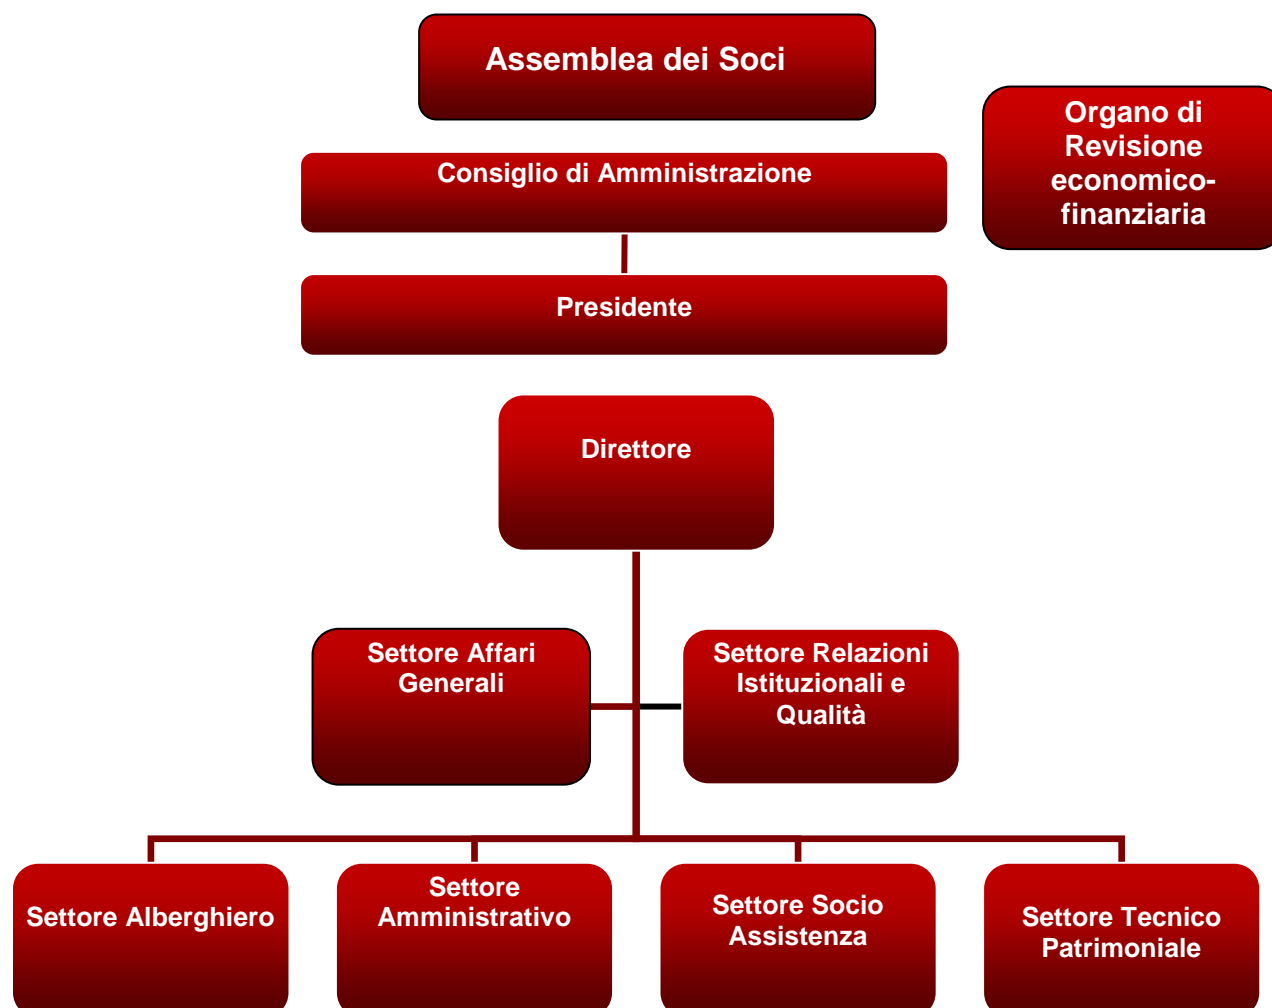 Assemblea dei Soci
Organo di
Revisione
economico-
finanziaria
Consiglio di Amministrazione
Presidente
Direttore
Settore Affari
Generali
Settore Relazioni
Istituzionali e
Qualità
Settore Alberghiero
Settore
Amministrativo
Settore Socio
Assistenza
Settore Tecnico
Patrimoniale